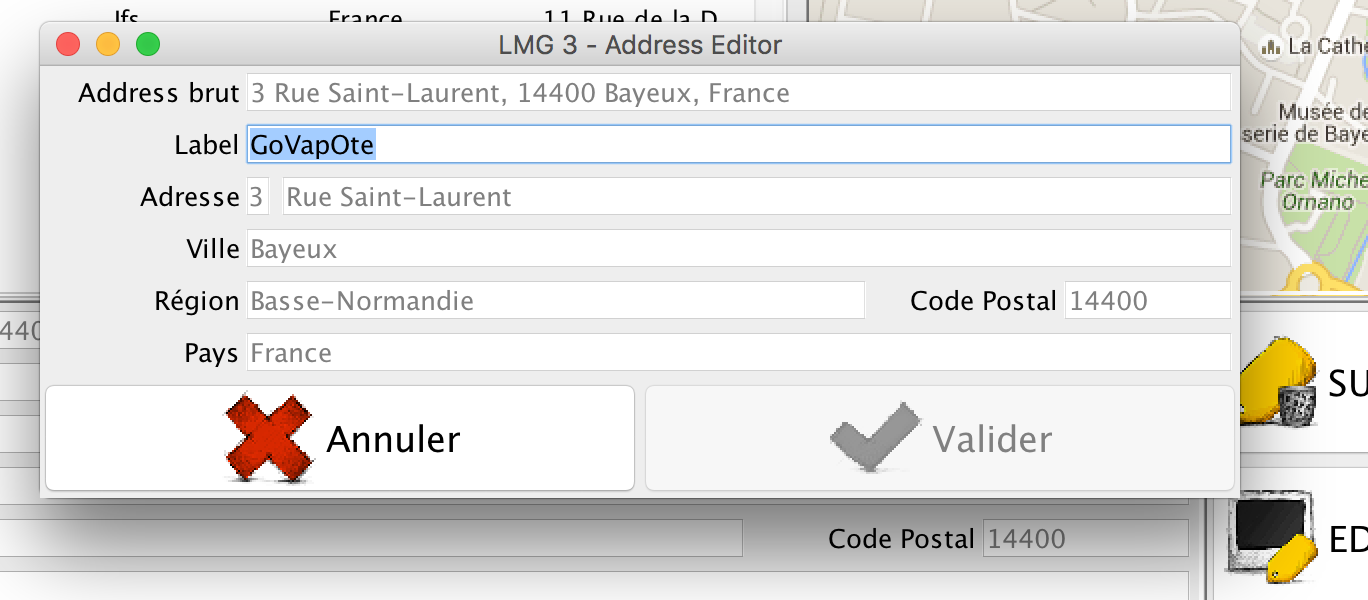 Ifs France 11 Rue de la D
LMG 3 - Address Editor
La Cathé
Address brut 3 Rue Saint-Laurent, 14400 Bayeux, France
Musée de
serie de Baye
Label GoVapOte
Parc Miche
Ornano
Adresse 3 Rue Saint-Laurent
Ville Bayeux
Région Basse-Normandie Code Postal 14400
440
Pays France
SU
Annuler Valider
Code Postal 14400
ED